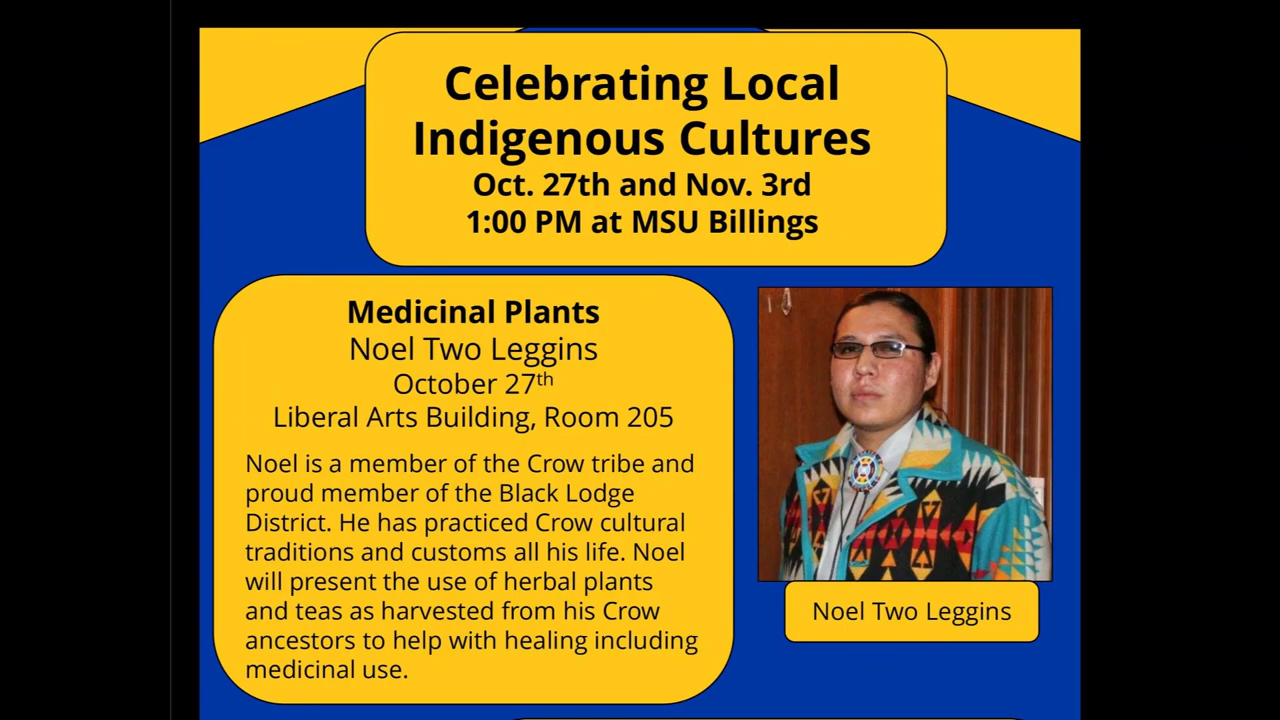 Celebrating Local
Indigenous Cultures
Oct. 27th and Nov. 3rd
1:00 PM at MSU Billings
Medicinal Plants
Noel Two Leggins
October 27th
Liberal Arts Building, Room 205
Noel is a member of the Crow tribe and
proud member of the Black Lodge
District. He has practiced Crow cultural
traditions and customs all his life. Noel
will present the use of herbal plants
and teas as harvested from his Crow
ancestors to help with healing including
medicinal use.
Noel Two Leggins